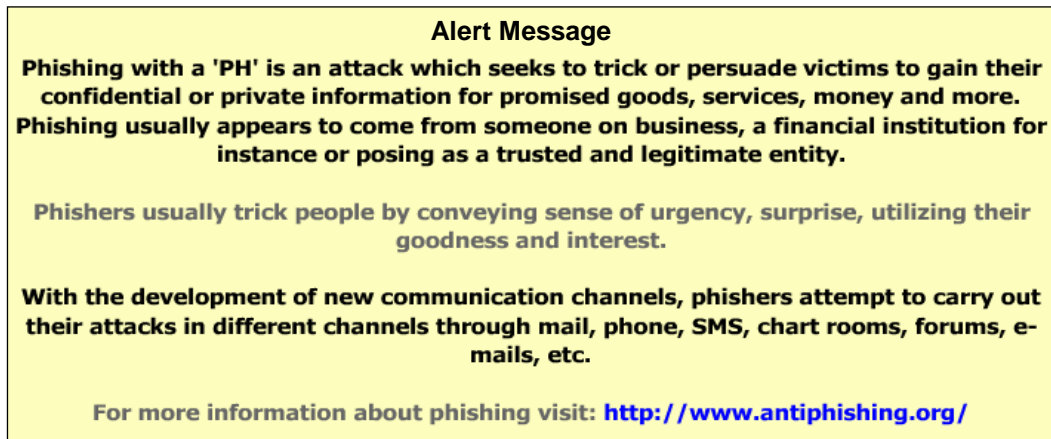 Alert Message
Phishing with a 'PH' is an attack which seeks to trick or persuade victims to gain their
confidential or private information for promised goods, services, money and more.
Phishing usually appears to come from someone on business, a financial institution for
instance or posing as a trusted and legitimate entity.
Phishers usually trick people by conveying sense of urgency, surprise, utilizing their
goodness and interest.
With the development of new communication channels, phishers attempt to carry out
their attacks in different channels through mail, phone, SMS, chart rooms, forums, e-
mails, etc.
For more information about phishing visit: http://www.antiphishing.org/